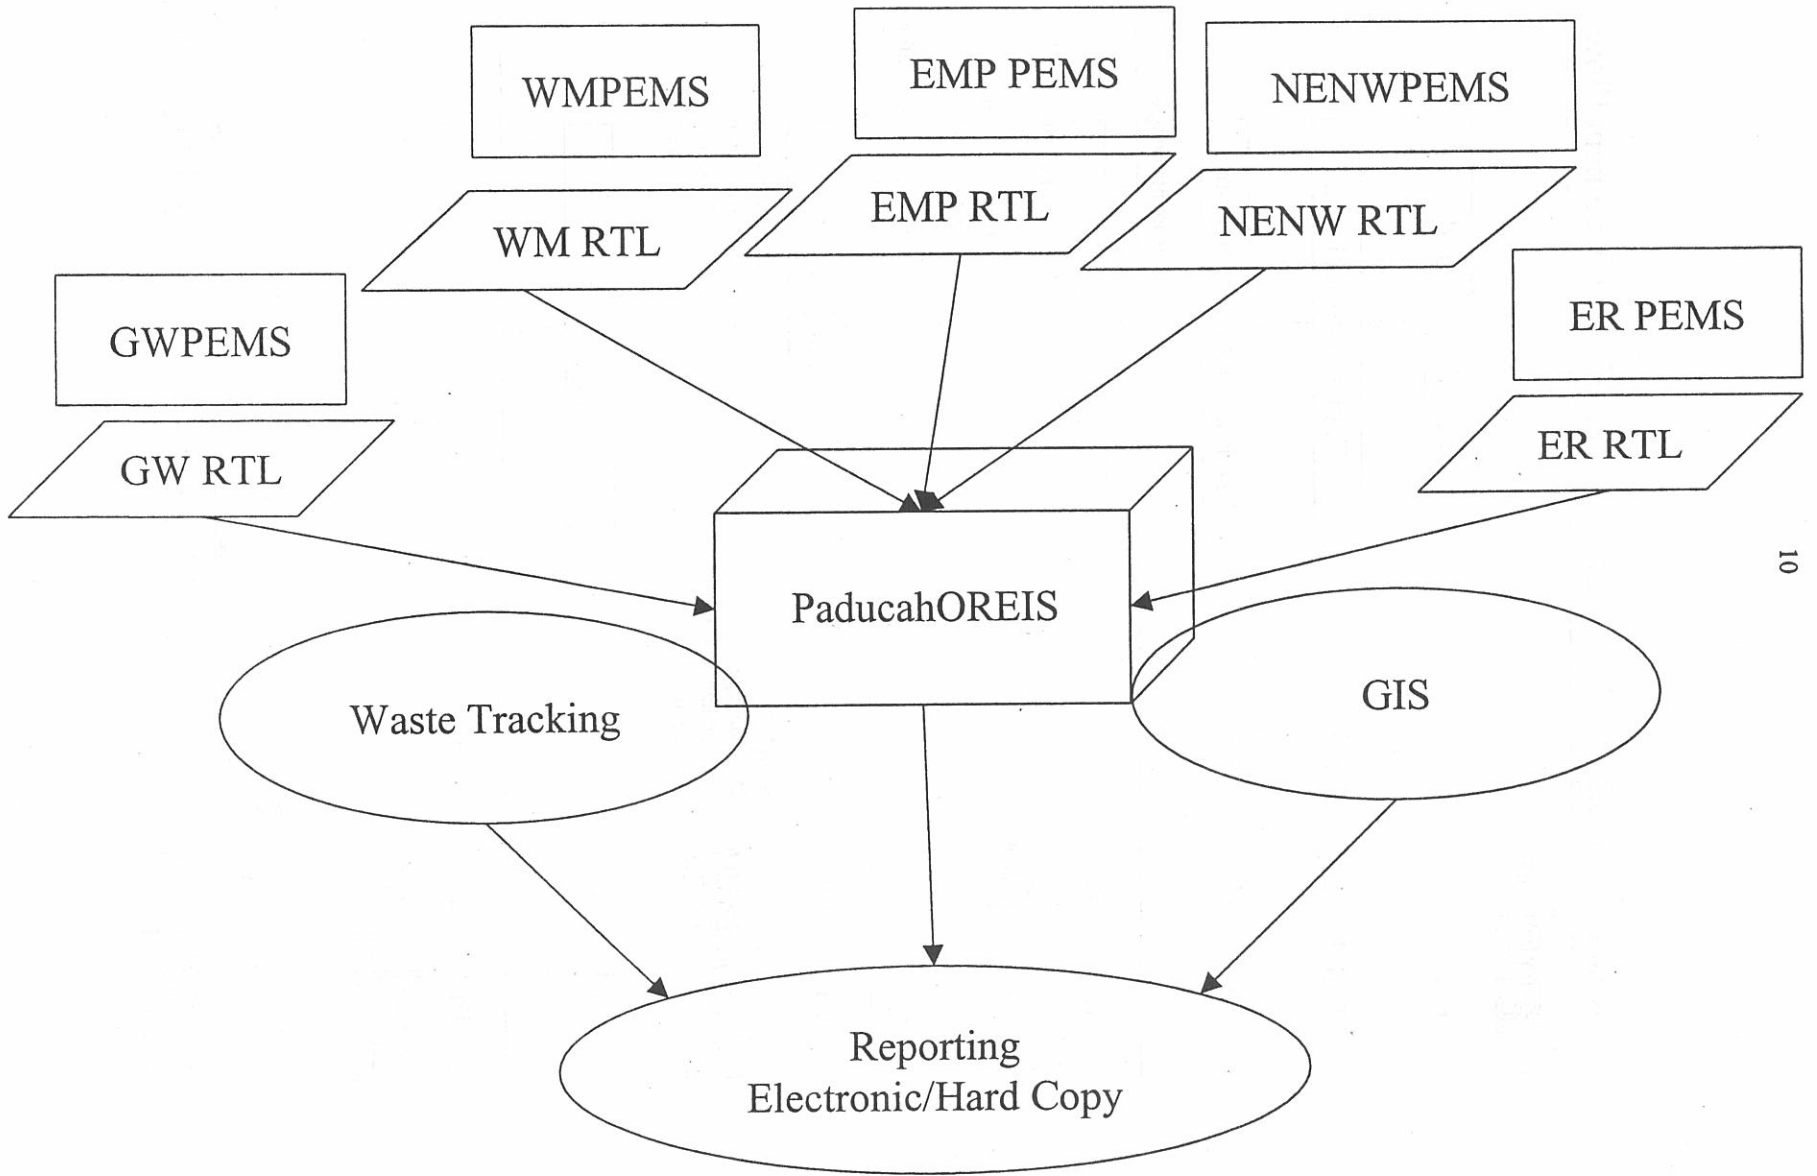 WMPEMS
EMP PEMS
NENWPEMS
WM RTL
EMP RTL
NENW RTL
GWPEMS
ER PEMS
GW RTL
ER RTL
10
PaducahOREIS
Waste Tracking
GIS
Reporting
Electronic/Hard Copy